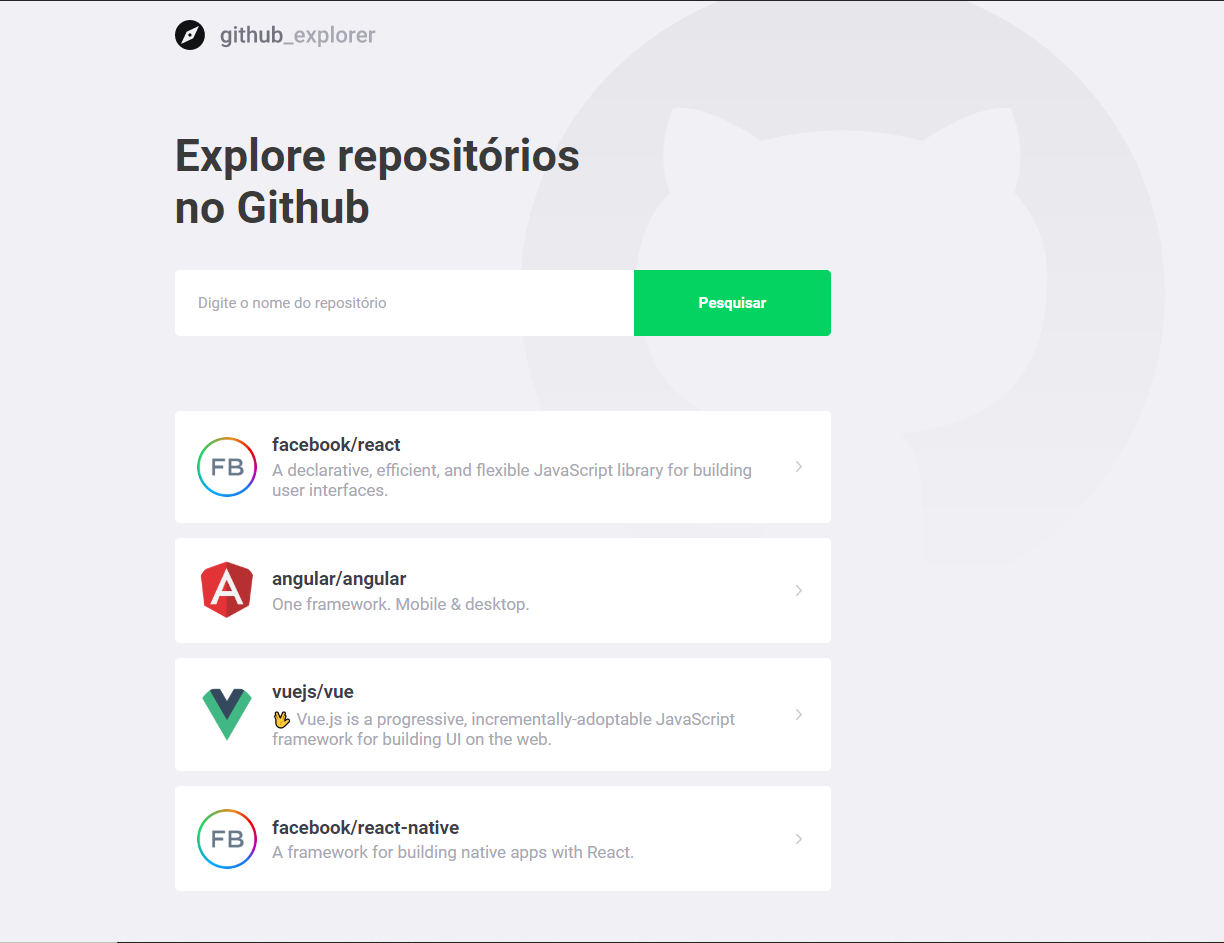 github_explorer
Explore repositórios
no Github
Digite o nome do repositório
Pesquisar
FB
facebook/react
A declarative, efficient, and flexible JavaScript library for building
user interfaces.
A
angular/angular
One framework. Mobile & desktop.
vuejs/vue
🖖 Vue.js is a progressive, incrementally-adoptable JavaScript
framework for building UI on the web.
FB
facebook/react-native
A framework for building native apps with React.